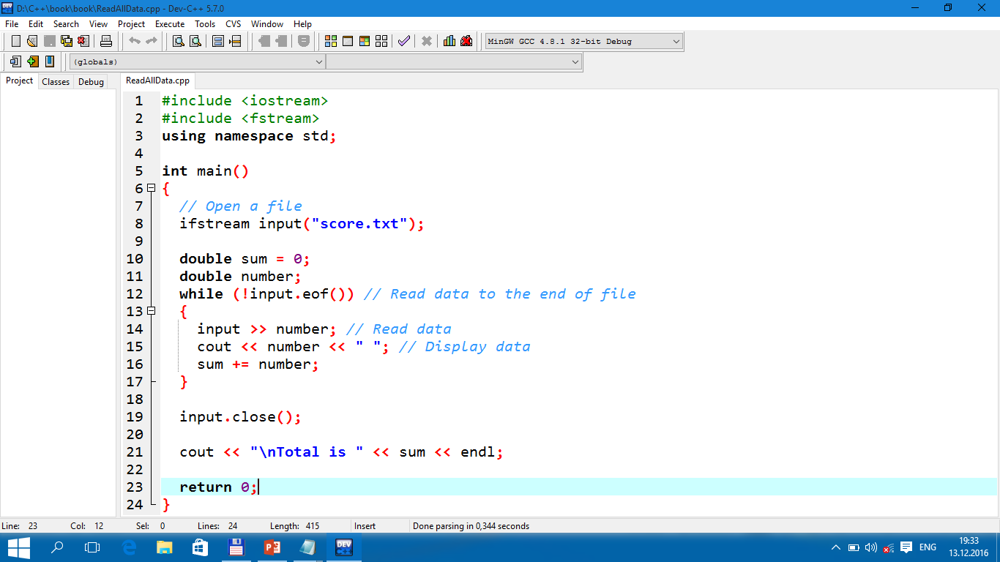 D:\C++\book\book\ReadAllData.cpp - Dev-C++ 5.7.0
File Edit Search View Project Execute Tools CVS Window Help
MinGW GCC 4.8.1 32-bit Debug
(globals)
Project Classes Debug
ReadAllData.cpp
1 #include <iostream>
2 #include <fstream>
3 using namespace std;
4
5 int main()
6 {
7 // Open a file
8 ifstream input("score.txt");
9
10 double sum = 0;
11 double number;
12 while (!input.eof()) // Read data to the end of file
13 {
14 input >> number; // Read data
15 cout << number << " "; // Display data
16 sum += number;
17 }
18
19 input.close();
20
21 cout << "\nTotal is " << sum << endl;
22
23 return 0;
24 }
Line: 23 Col: 12 Sel: 0 Lines: 24 Length: 415 Insert Done parsing in 0,344 seconds
DEV C++
ENG
19:33
13.12.2016